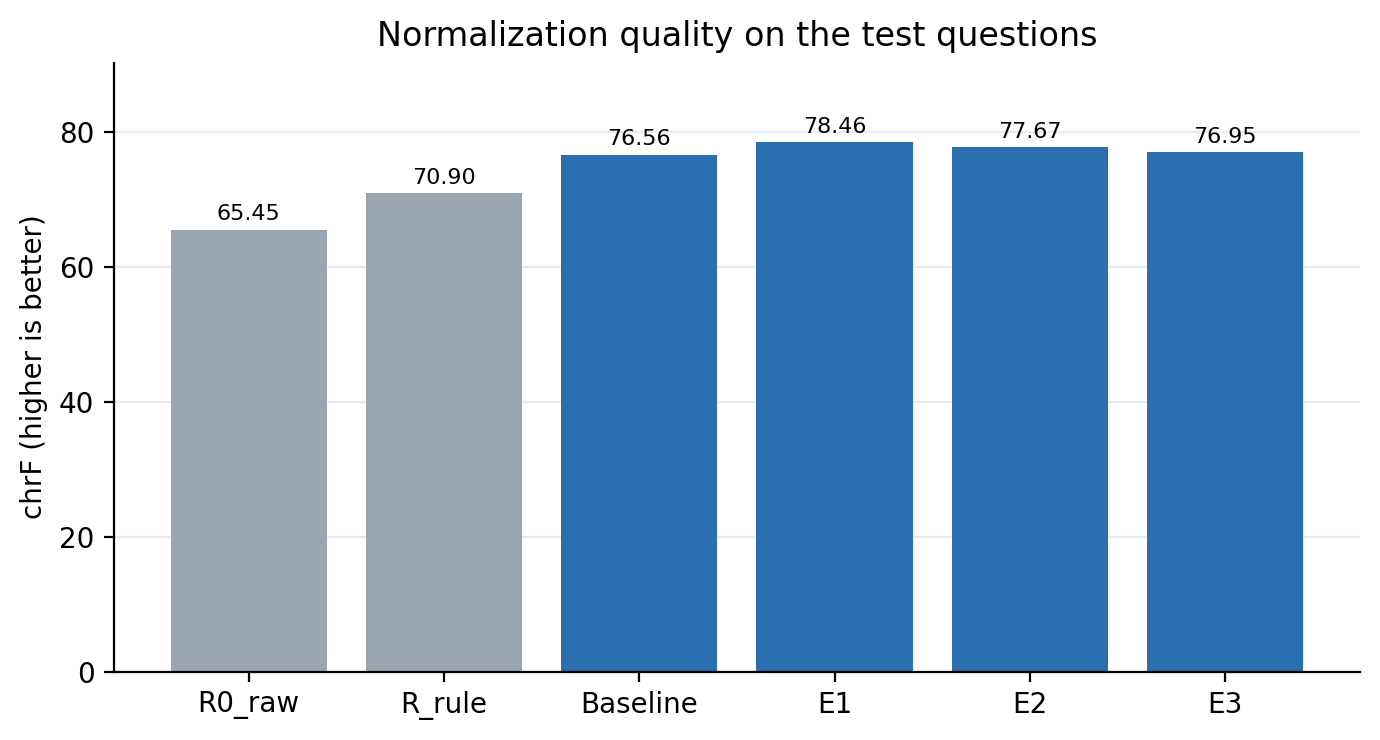 Normalization quality on the test questions
chrF (higher is better)
80
60
40
20
0
65.45
70.90
76.56
78.46
77.67
76.95
R0_raw
R_rule
Baseline
E1
E2
E3